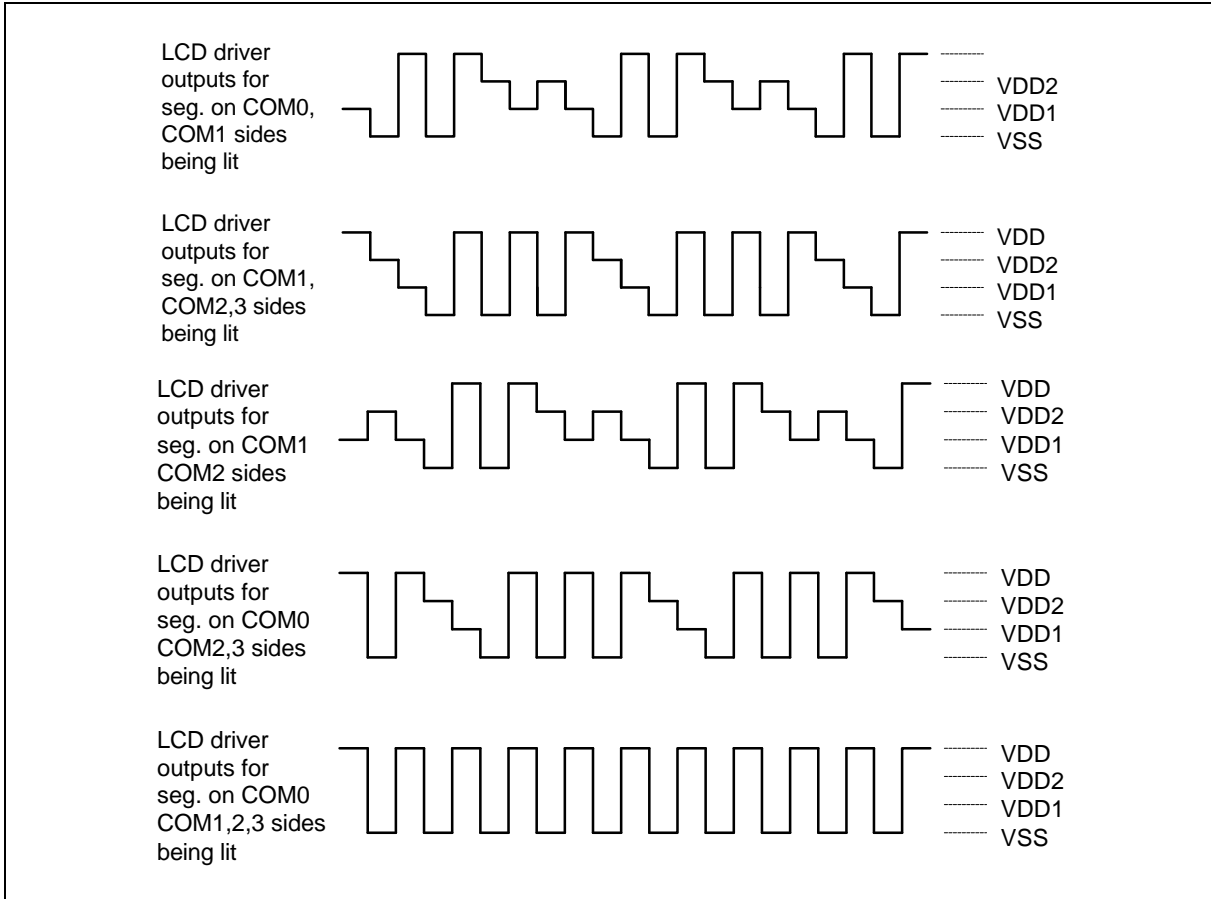 LCD driver
outputs for
seg. on COM0,
COM1 sides
being lit
VDD2
VDD1
VSS
LCD driver
outputs for
seg. on COM1,
COM2,3 sides
being lit
VDD
VDD2
VDD1
VSS
LCD driver
outputs for
seg. on COM1
COM2 sides
being lit
VDD
VDD2
VDD1
VSS
LCD driver
outputs for
seg. on COM0
COM2,3 sides
being lit
VDD
VDD2
VDD1
VSS
LCD driver
outputs for
seg. on COM0
COM1,2,3 sides
being lit
VDD
VDD2
VDD1
VSS